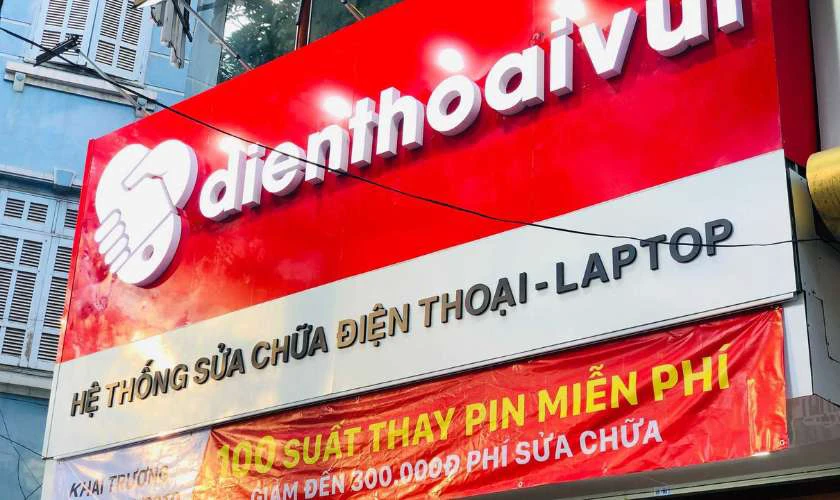 dienthoaivui
HỆ THỐNG SỬA CHỮA ĐIỆN THOẠI - LAPTOP
100 SUẤT THAY PIN MIỄN PHÍ
GIẢM ĐẾN 300.000Đ PHÍ SỬA CHỮA
KHAI TRƯƠNG